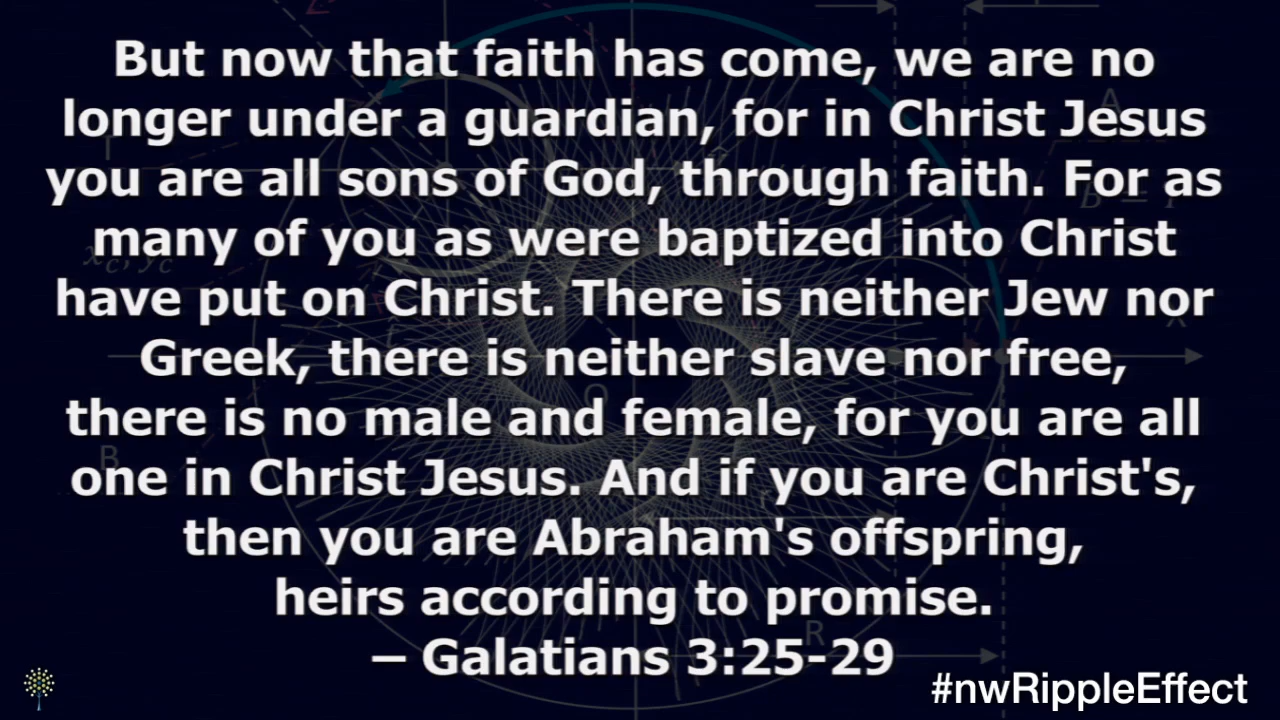 But now that faith has come, we are no
longer under a guardian, for in Christ Jesus
you are all sons of God, through faith. For as
many of you as were baptized into Christ
have put on Christ. There is neither Jew nor
Greek, there is neither slave nor free,
there is no male and female, for you are all
one in Christ Jesus. And if you are Christ's,
then you are Abraham's offspring,
heirs according to promise.
– Galatians 3:25-29
#nwRippleEffect
R
B
A